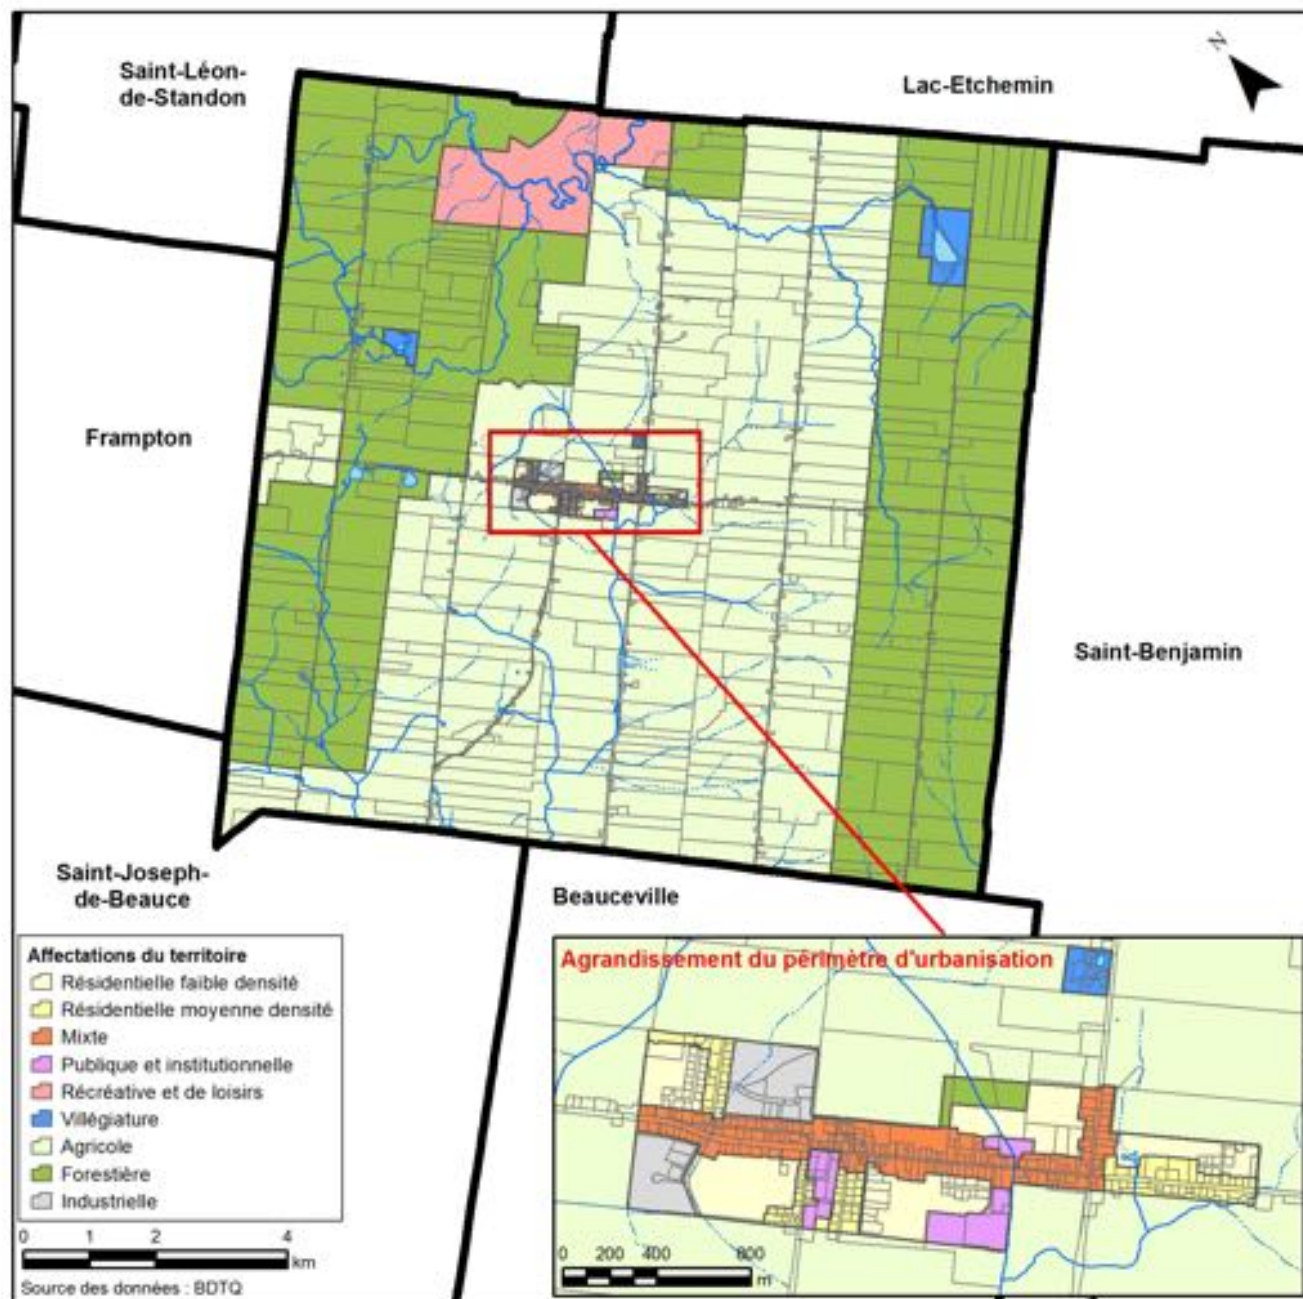 Saint-Léon-
de-Standon
Lac-Etchemin
N
Frampton
Saint-Benjamin
Saint-Joseph-
de-Beauce
Beauceville
Affectations du territoire
Résidentielle faible densité
Résidentielle moyenne densité
Mixte
Publique et institutionnelle
Récréative et de loisirs
Villégiature
Agricole
Forestière
Industrielle
0 1 2 4
km
Source des données : BDTQ
Agrandissement du périmètre d'urbanisation
0 200 400 800
m